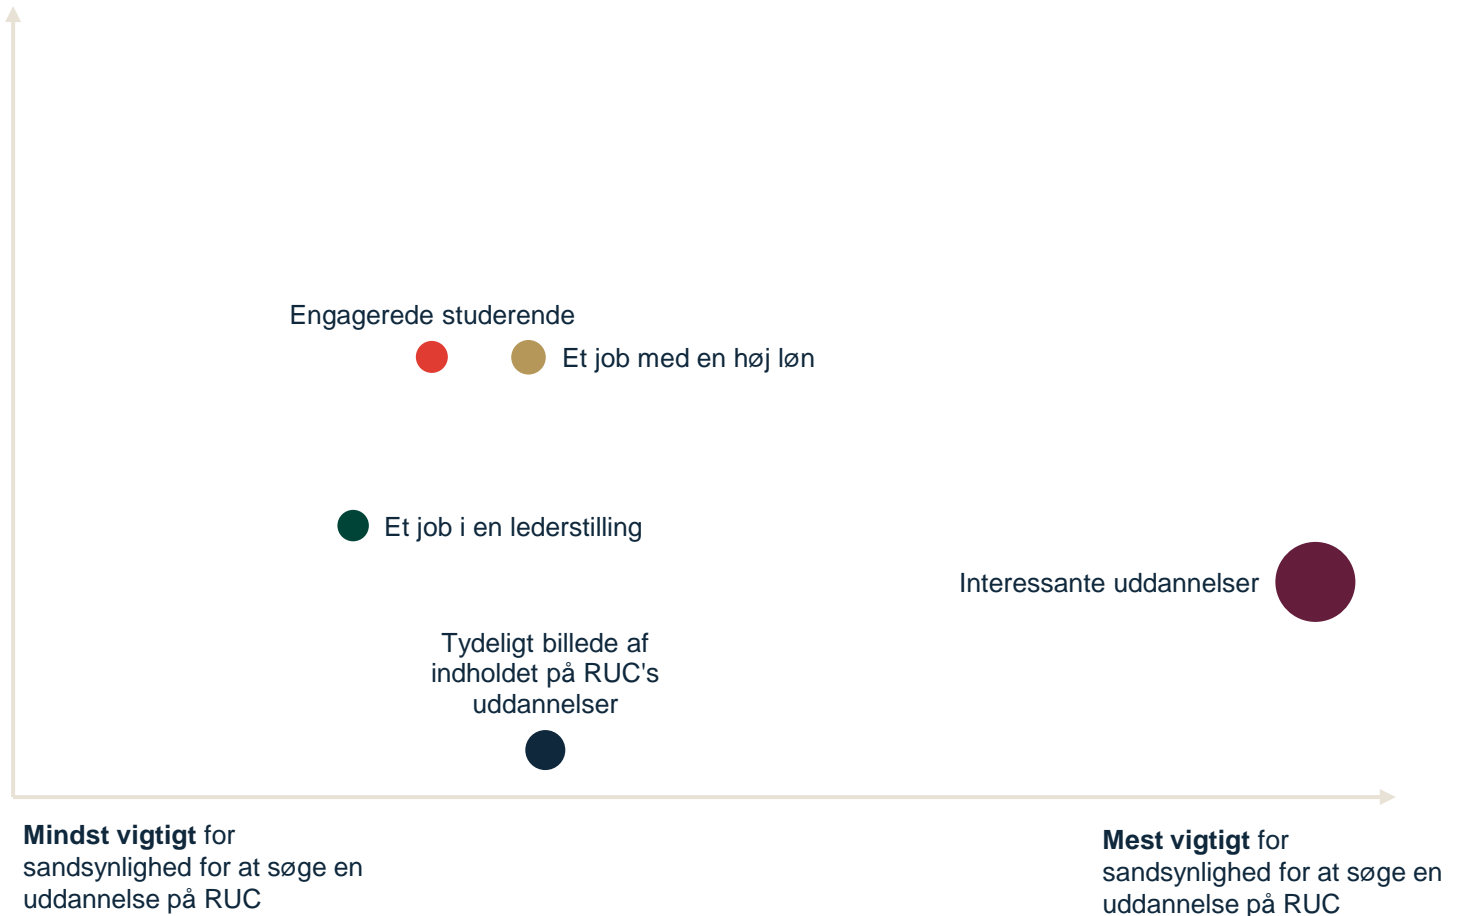 Engagerede studerende
Et job med en høj løn
Et job i en lederstilling
Interessante uddannelser
Tydeligt billede af
indholdet på RUC's
uddannelser
Mindst vigtigt for
sandsynlighed for at søge en
uddannelse på RUC
Mest vigtigt for
sandsynlighed for at søge en
uddannelse på RUC